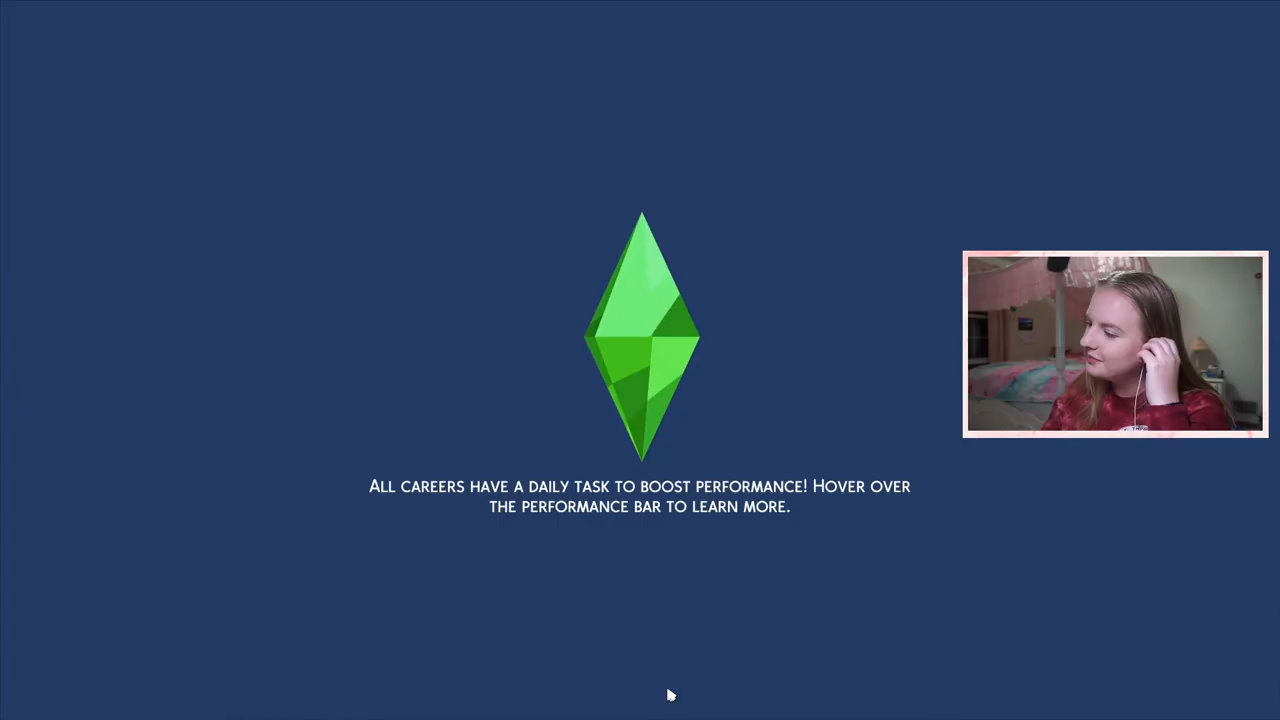 ALL CAREERS HAVE A DAILY TASK TO BOOST PERFORMANCE! HOVER OVER
THE PERFORMANCE BAR TO LEARN MORE.